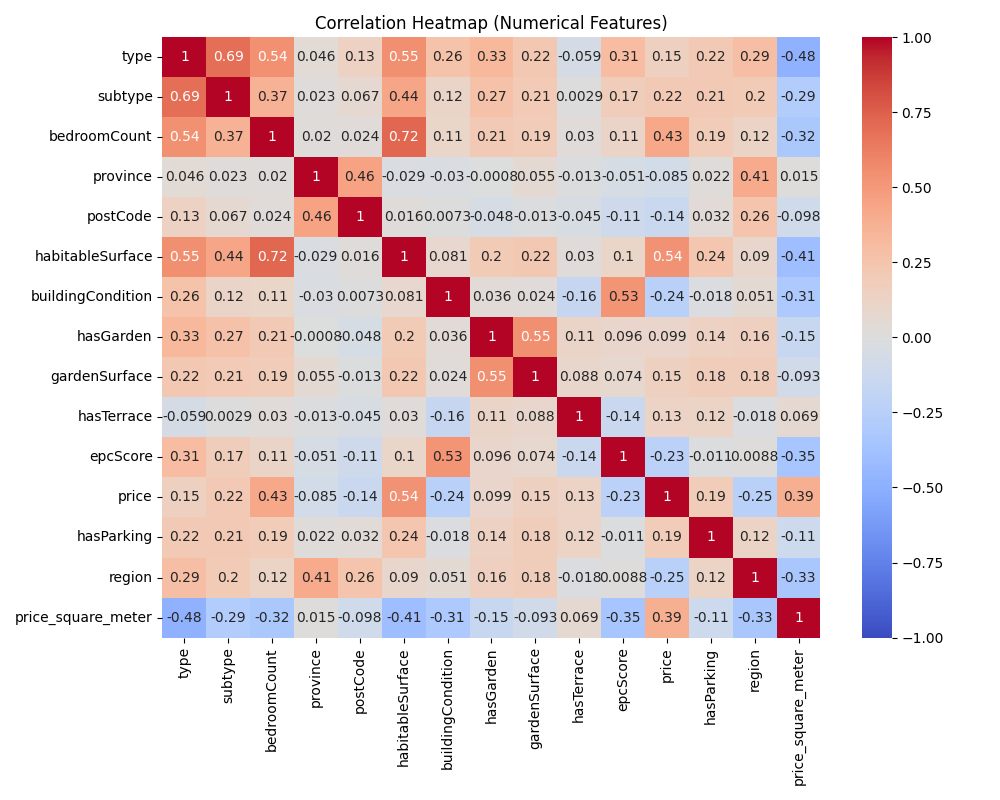 Correlation Heatmap (Numerical Features)
type 1 0.69 0.54 0.046 0.13 0.55 0.26 0.33 0.22 -0.059 0.31 0.15 0.22 0.29 -0.48
subtype 0.69 1 0.37 0.023 0.067 0.44 0.12 0.27 0.21 0.0029 0.17 0.22 0.21 0.2 -0.29
bedroomCount 0.54 0.37 1 0.02 0.024 0.72 0.11 0.21 0.19 0.03 0.11 0.43 0.19 0.12 -0.32
province 0.046 0.023 0.02 1 0.46 -0.029 -0.03 -0.0008 0.055 -0.013 -0.051 -0.085 0.022 0.41 0.015
postCode 0.13 0.067 0.024 0.46 1 0.016 0.0073 -0.048 -0.013 -0.045 -0.11 -0.14 0.032 0.26 -0.098
habitableSurface 0.55 0.44 0.72 -0.029 0.016 1 0.081 0.2 0.22 0.03 0.1 0.54 0.24 0.09 -0.41
buildingCondition 0.26 0.12 0.11 -0.03 0.0073 0.081 1 0.036 0.024 -0.16 0.53 -0.24 -0.018 0.051 -0.31
hasGarden 0.33 0.27 0.21 -0.0008 -0.048 0.2 0.036 1 0.55 0.11 0.096 0.099 0.14 0.16 -0.15
gardenSurface 0.22 0.21 0.19 0.055 -0.013 0.22 0.024 0.55 1 0.088 0.074 0.15 0.18 0.18 -0.093
hasTerrace -0.059 0.0029 0.03 -0.013 -0.045 0.03 -0.16 0.11 0.088 1 -0.14 0.13 0.12 -0.018 0.069
epcScore 0.31 0.17 0.11 -0.051 -0.11 0.1 0.53 0.096 0.074 -0.14 1 -0.23 -0.011 0.0088 -0.35
price 0.15 0.22 0.43 -0.085 -0.14 0.54 -0.24 0.099 0.15 0.13 -0.23 1 0.19 -0.25 0.39
hasParking 0.22 0.21 0.19 0.022 0.032 0.24 -0.018 0.14 0.18 0.12 -0.011 0.19 1 0.12 -0.11
region 0.29 0.2 0.12 0.41 0.26 0.09 0.051 0.16 0.18 -0.018 0.0088 -0.25 0.12 1 -0.33
price_square_meter -0.48 -0.29 -0.32 0.015 -0.098 -0.41 -0.31 -0.15 -0.093 0.069 -0.35 0.39 -0.11 -0.33 1
type
subtype
bedroomCount
province
postCode
habitableSurface
buildingCondition
hasGarden
gardenSurface
hasTerrace
epcScore
price
hasParking
region
price_square_meter
1.00
0.75
0.50
0.25
0.00
−0.25
−0.50
−0.75
−1.00